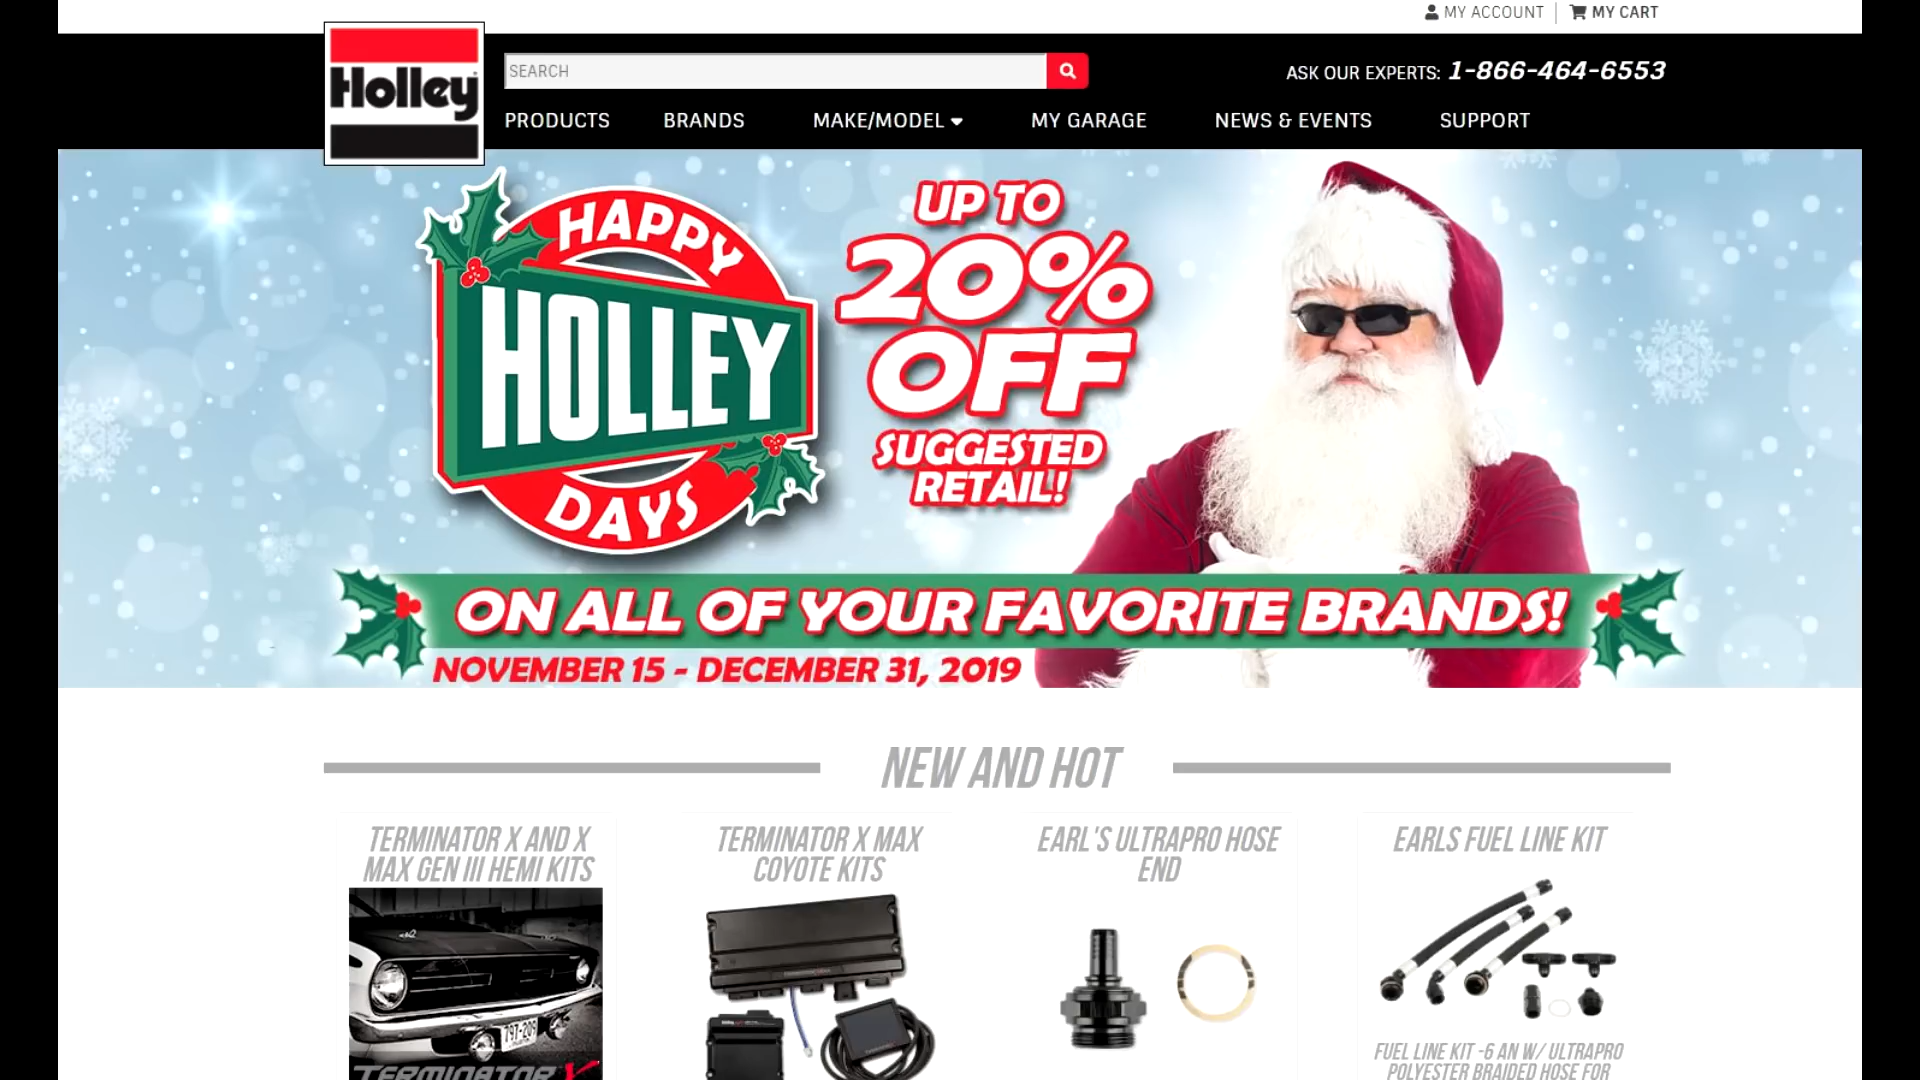 MY ACCOUNT
MY CART
Holley
SEARCH
ASK OUR EXPERTS: 1-866-464-6553
PRODUCTS
BRANDS
MAKE/MODEL
MY GARAGE
NEWS & EVENTS
SUPPORT
HAPPY
HOLLEY
DAYS
UP TO
20%
OFF
SUGGESTED
RETAIL!
ON ALL OF YOUR FAVORITE BRANDS!
NOVEMBER 15 - DECEMBER 31, 2019
NEW AND HOT
TERMINATOR X AND X
MAX GEN III HEMI KITS
797-209
TERMINATOR X
TERMINATOR X MAX
COYOTE KITS
EARL'S ULTRAPRO HOSE
END
EARLS FUEL LINE KIT
FUEL LINE KIT -6 AN W/ ULTRAPRO
POLYESTER BRAIDED HOSE FOR